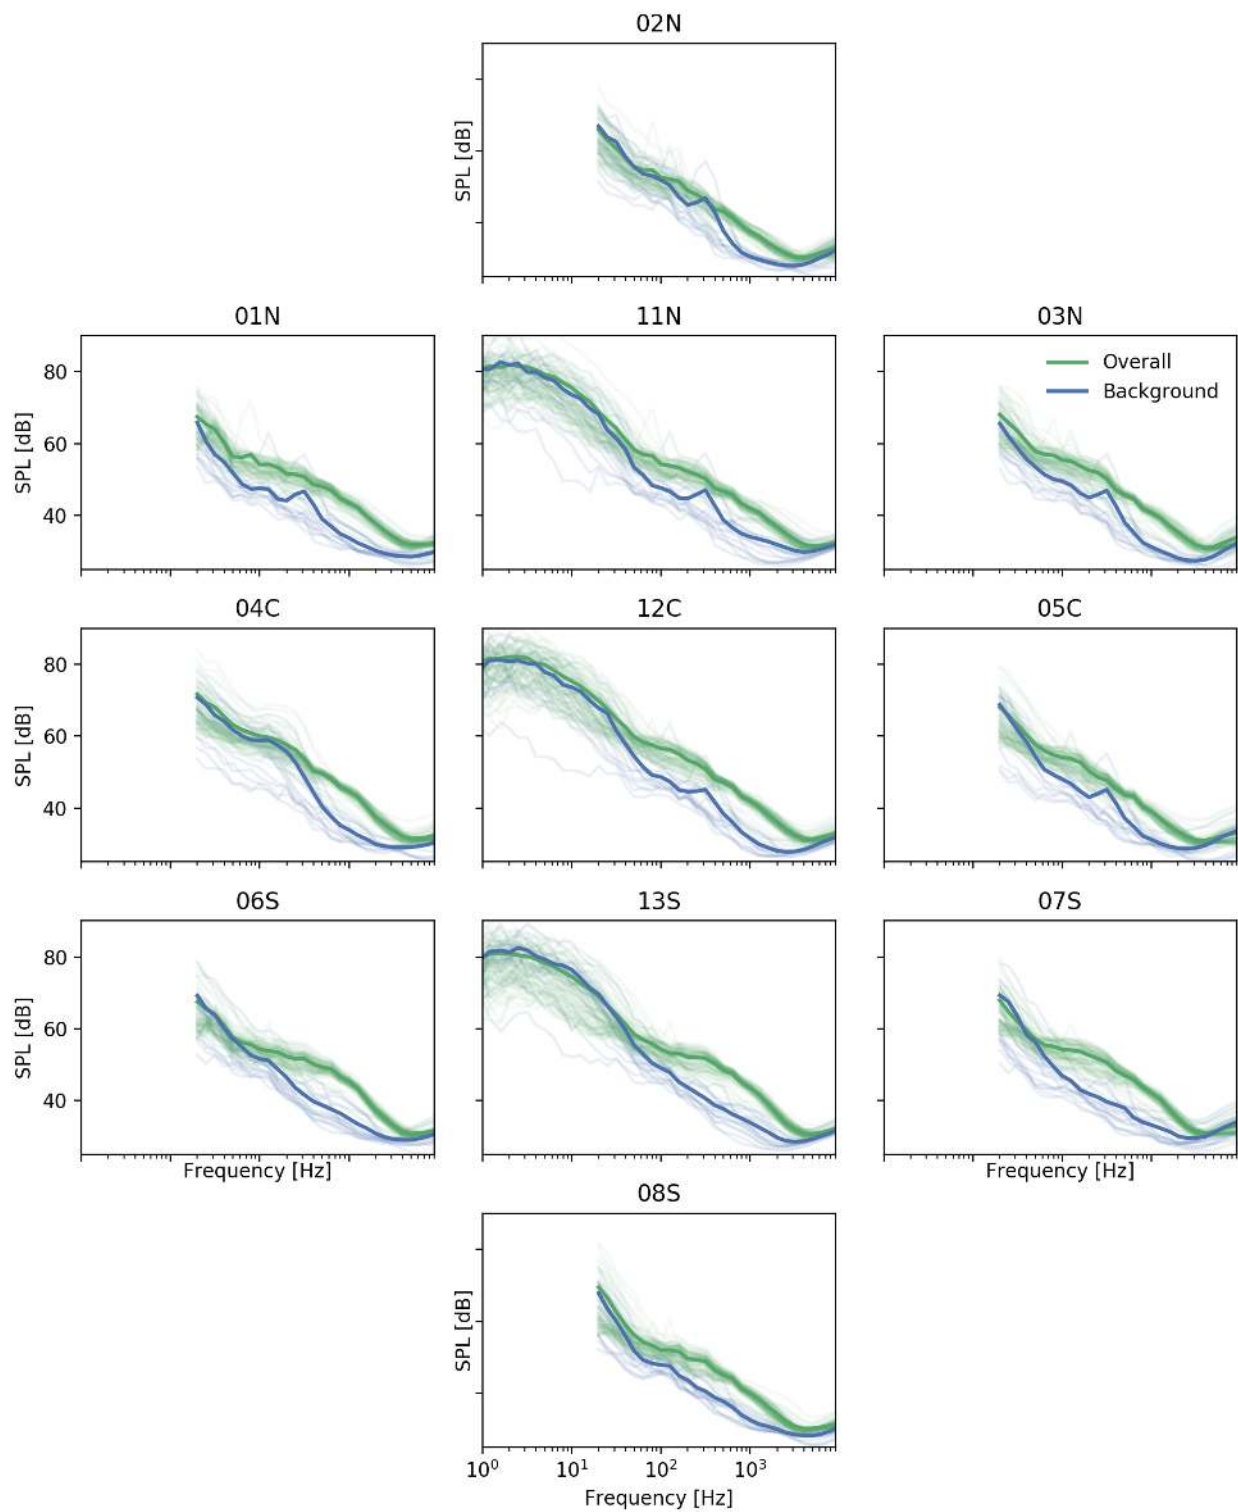 02N
SPL [dB]
01N 11N 03N
80
60
40
SPL [dB]
Overall
Background
04C 12C 05C
80
60
40
SPL [dB]
06S 13S 07S
80
60
40
SPL [dB]
Frequency [Hz] Frequency [Hz]
08S
SPL [dB]
10⁰ 10¹ 10² 10³
Frequency [Hz]